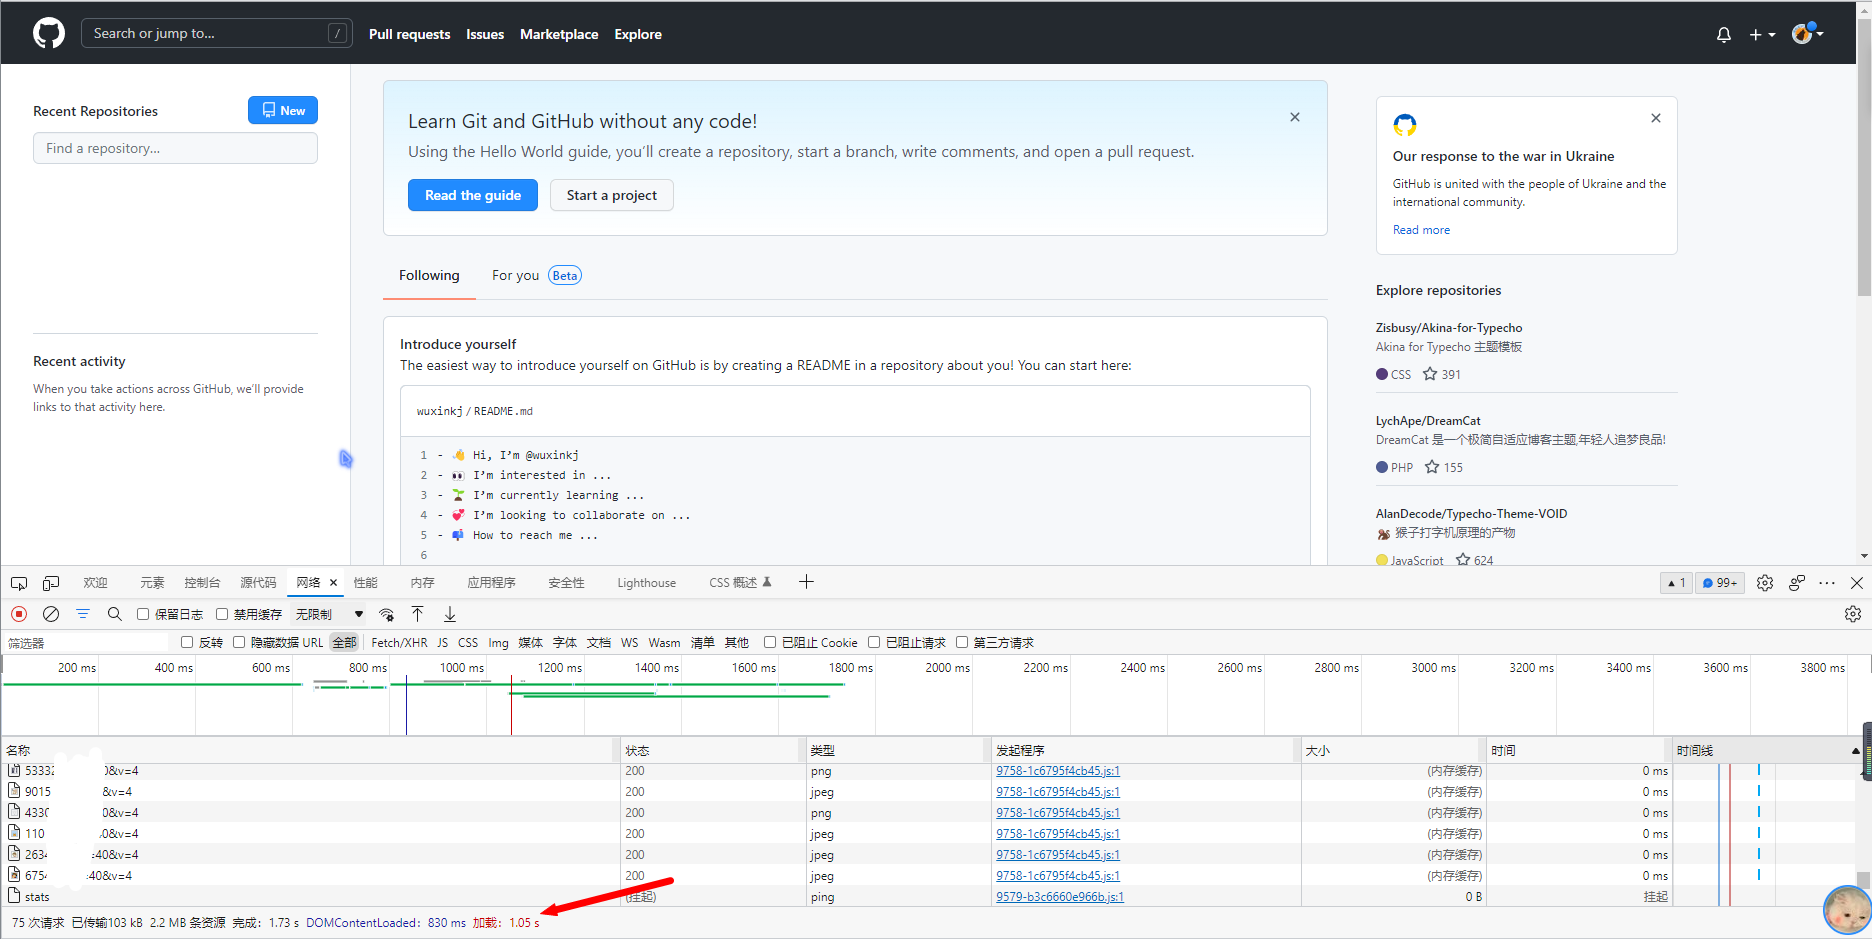 Search or jump to... /
Pull requests Issues Marketplace Explore
Recent Repositories
New
Find a repository...
Recent activity
When you take actions across GitHub, we'll provide
links to that activity here.
Learn Git and GitHub without any code!
Using the Hello World guide, you'll create a repository, start a branch, write comments, and open a pull request.
Read the guide Start a project
Following For you Beta
Introduce yourself
The easiest way to introduce yourself on GitHub is by creating a README in a repository about you! You can start here:
wuxinkj/README.md
1 - 👋 Hi, I'm @wuxinkj
2 - 👀 I'm interested in ...
3 - 🌱 I'm currently learning ...
4 - 💞️ I'm looking to collaborate on ...
5 - 📫 How to reach me ...
6
Our response to the war in Ukraine
GitHub is united with the people of Ukraine and the
international community.
Read more
Explore repositories
Zisbusy/Akina-for-Typecho
Akina for Typecho 主题模板
CSS 391
LychApe/DreamCat
DreamCat 是一个极简自适应博客主题,年轻人追梦良品!
PHP 155
AlanDecode/Typecho-Theme-VOID
🐒 猴子打字机原理的产物
JavaScript 624
欢迎 元素 控制台 源代码 网络 性能 内存 应用程序 安全性 Lighthouse CSS 概述 1 99+
保留日志 禁用缓存 无限制
筛选器 反转 隐藏数据 URL 全部 Fetch/XHR JS CSS Img 媒体 字体 文档 WS Wasm 清单 其他 已阻止 Cookie 已阻止请求 第三方请求
200 ms 400 ms 600 ms 800 ms 1000 ms 1200 ms 1400 ms 1600 ms 1800 ms 2000 ms 2200 ms 2400 ms 2600 ms 2800 ms 3000 ms 3200 ms 3400 ms 3600 ms 3800 ms
名称 状态 类型 发起程序 大小 时间 时间线
53332 0&v=4 200 png 9758-1c6795f4cb45.js:1 (内存缓存) 0 ms
9015 &v=4 200 jpeg 9758-1c6795f4cb45.js:1 (内存缓存) 0 ms
4330 0&v=4 200 png 9758-1c6795f4cb45.js:1 (内存缓存) 0 ms
110 0&v=4 200 jpeg 9758-1c6795f4cb45.js:1 (内存缓存) 0 ms
2634 =40&v=4 200 jpeg 9758-1c6795f4cb45.js:1 (内存缓存) 0 ms
6754 =40&v=4 200 jpeg 9758-1c6795f4cb45.js:1 (内存缓存) 0 ms
stats (挂起) ping 9579-b3c6660e966b.js:1 0 B 挂起
75 次请求 已传输103 kB 2.2 MB 条资源 完成: 1.73 s DOMContentLoaded: 830 ms 加载: 1.05 s